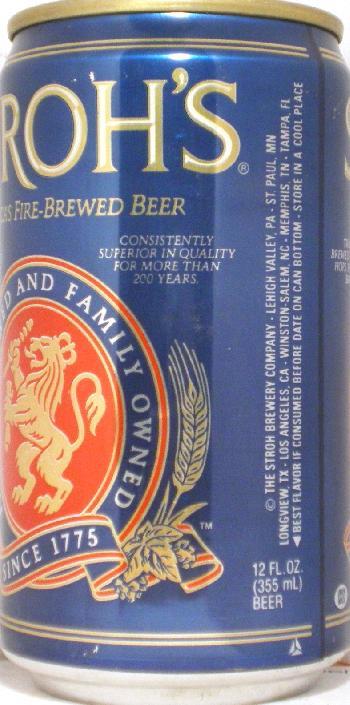 ROH'S®
CAS FIRE-BREWED BEER
CONSISTENTLY
SUPERIOR IN QUALITY
FOR MORE THAN
200 YEARS.
AND FAMILY OWNED
SINCE 1775
™
© THE STROH BREWERY COMPANY · LEHIGH VALLEY, PA · ST. PAUL, MN
LONGVIEW, TX · LOS ANGELES, CA · WINSTON-SALEM, NC · MEMPHIS, TN · TAMPA, FL
◀ BEST FLAVOR IF CONSUMED BEFORE DATE ON CAN BOTTOM · STORE IN A COOL PLACE
12 FL. OZ.
(355 mL)
BEER